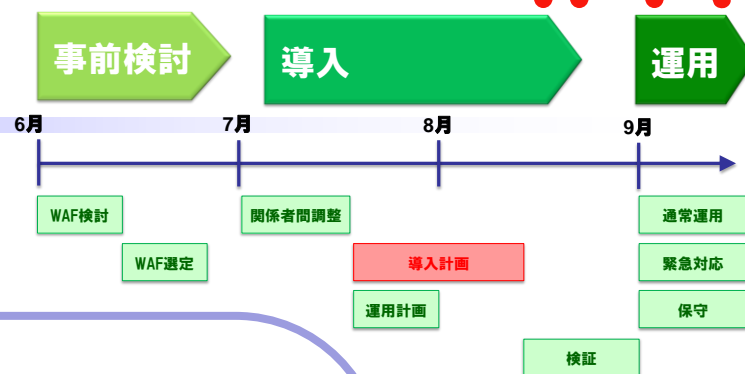 事前検討
導入
運用
6月
7月
8月
9月
WAF検討
関係者間調整
通常運用
WAF選定
導入計画
緊急対応
運用計画
保守
検証